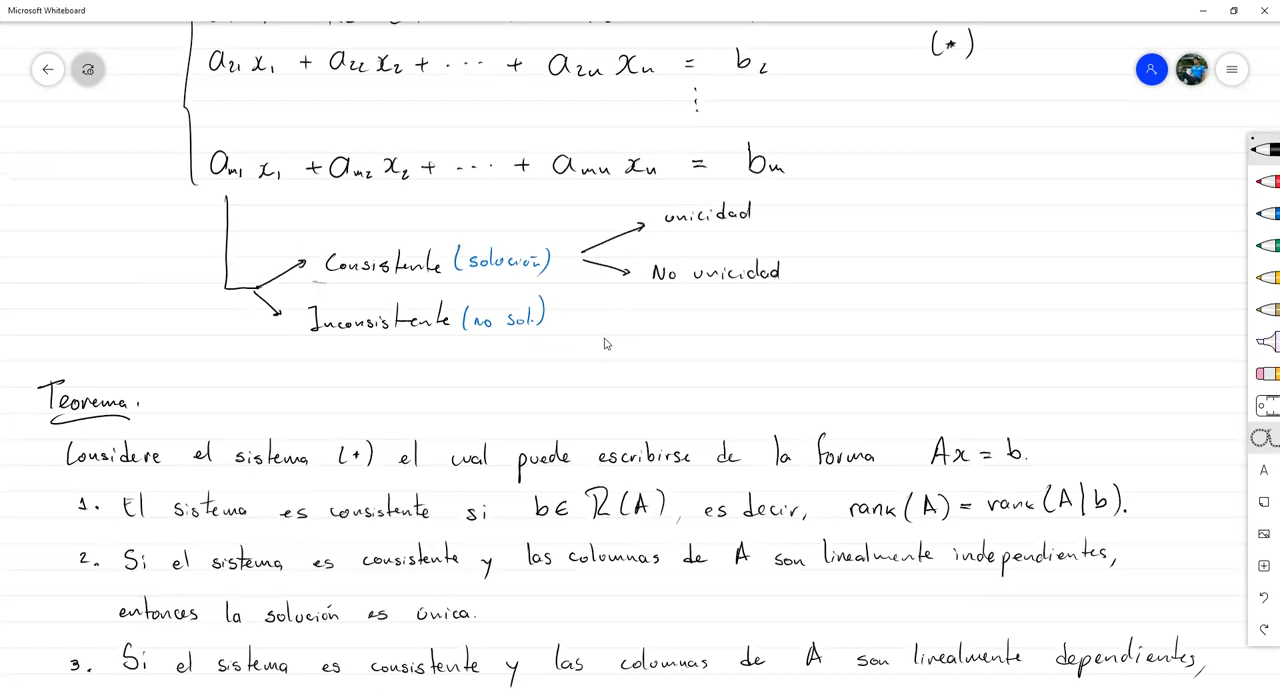 Microsoft Whiteboard
(*)
a21 x1 + a22 x2 + ... + a2n xn = b2
⋮
am1 x1 + am2 x2 + ... + amn xn = bm
unicidad
Consistente (solución)
No unicidad
Inconsistente (no sol.)
Teorema.
Considere el sistema (*) el cual puede escribirse de la forma Ax = b.
1. El sistema es consistente si b ∈ R(A), es decir, rank(A) = rank(A|b).
2. Si el sistema es consistente y las columnas de A son linealmente independientes,
entonces la solución es única.
3. Si el sistema es consistente y las columnas de A son linealmente dependientes,
A